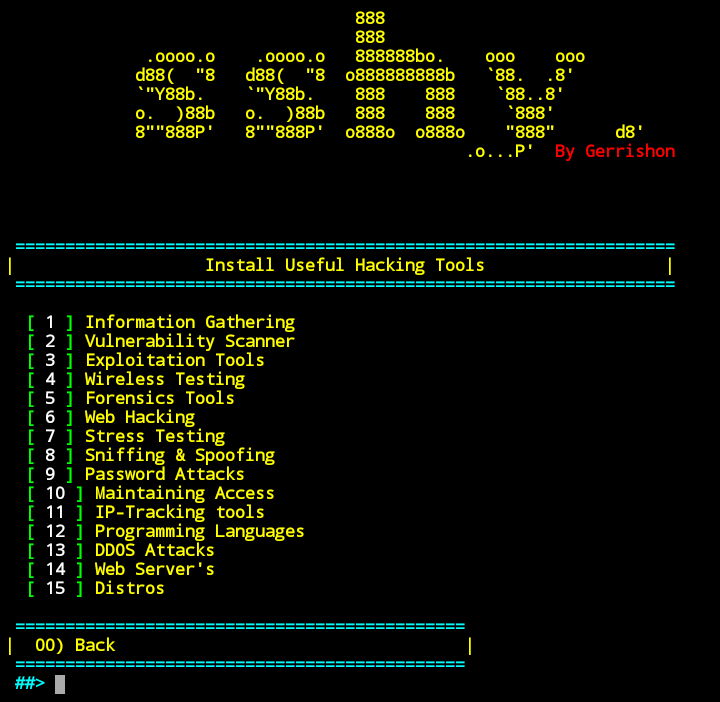 888
                                  888
             .oooo.o    .oooo.o   888888bo.    ooo    ooo
            d88(  "8   d88(  "8  o888888888b   `88.  .8'
            `"Y88b.    `"Y88b.    888    888    `88..8'
            o.  )88b   o.  )88b   888    888     `888'
            8""888P'   8""888P'  o888o  o888o    "888"      d8'
                                             .o...P'  By Gerrishon
==================================================================
|                   Install Useful Hacking Tools                  |
==================================================================
[ 1 ] Information Gathering
[ 2 ] Vulnerability Scanner
[ 3 ] Exploitation Tools
[ 4 ] Wireless Testing
[ 5 ] Forensics Tools
[ 6 ] Web Hacking
[ 7 ] Stress Testing
[ 8 ] Sniffing & Spoofing
[ 9 ] Password Attacks
[ 10 ] Maintaining Access
[ 11 ] IP-Tracking tools
[ 12 ] Programming Languages
[ 13 ] DDOS Attacks
[ 14 ] Web Server's
[ 15 ] Distros
=============================================
|  00) Back                                   |
=============================================
##>